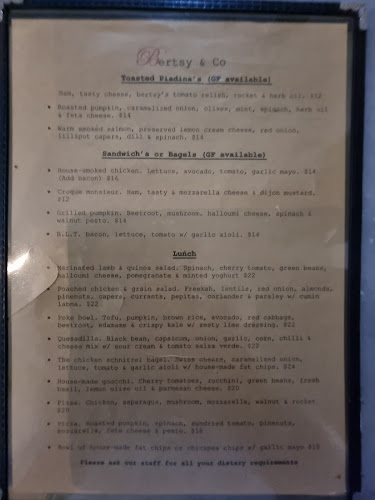 Bertsy & Co
Toasted Piadina's (GF available)
Ham, tasty cheese, bertsy's tomato relish, rocket & herb oil. $12
• Roasted pumpkin, caramelised onion, olives, mint, spinach, herb oil
& feta cheese. $14
• Warm smoked salmon, preserved lemon cream cheese, red onion,
lilliput capers, dill & spinach. $14
Sandwich's or Bagels (GF available)
• House-smoked chicken. lettuce, avocado, tomato, garlic mayo. $14
(Add bacon) $16
• Croque monsieur. Ham, tasty & mozzarella cheese & dijon mustard.
$12
• Grilled pumpkin. Beetroot, mushroom, halloumi cheese, spinach &
walnut pesto. $14
• B.L.T. bacon, lettuce, tomato w/ garlic aioli. $14
Lunch
• Marinated lamb & quinoa salad. Spinach, cherry tomato, green beans,
halloumi cheese, pomegranate & minted yoghurt $22
• Poached chicken & grain salad. Freekah, lentils, red onion, almonds,
pinenuts, capers, currants, pepitas, coriander & parsley w/ cumin
labna. $22
• Poke bowl. Tofu, pumpkin, brown rice, avocado, red cabbage,
beetroot, edamame & crispy kale w/ zesty lime dressing. $22
• Quesadilla. Black bean, capsicum, onion, garlic, corn, chilli &
cheese mix w/ sour cream & tomato salsa verde. $22
• The chicken schnitzel bagel. Swiss cheese, caramelised onion,
lettuce, tomato & garlic aioli w/ house-made fat chips. $24
• House-made gnocchi. Cherry tomatoes, zucchini, green beans, fresh
basil, lemon olive oil & parmesan cheese. $20
• Pizza. Chicken, asparagus, mushroom, mozzarella, walnut & rocket
$20
• Pizza. Roasted pumpkin, spinach, sundried tomato, pinenuts,
mozzarella, feta cheese & pesto. $18
• Bowl of house-made fat chips or chickpea chips w/ garlic mayo $10
Please ask our staff for all your dietary requirements